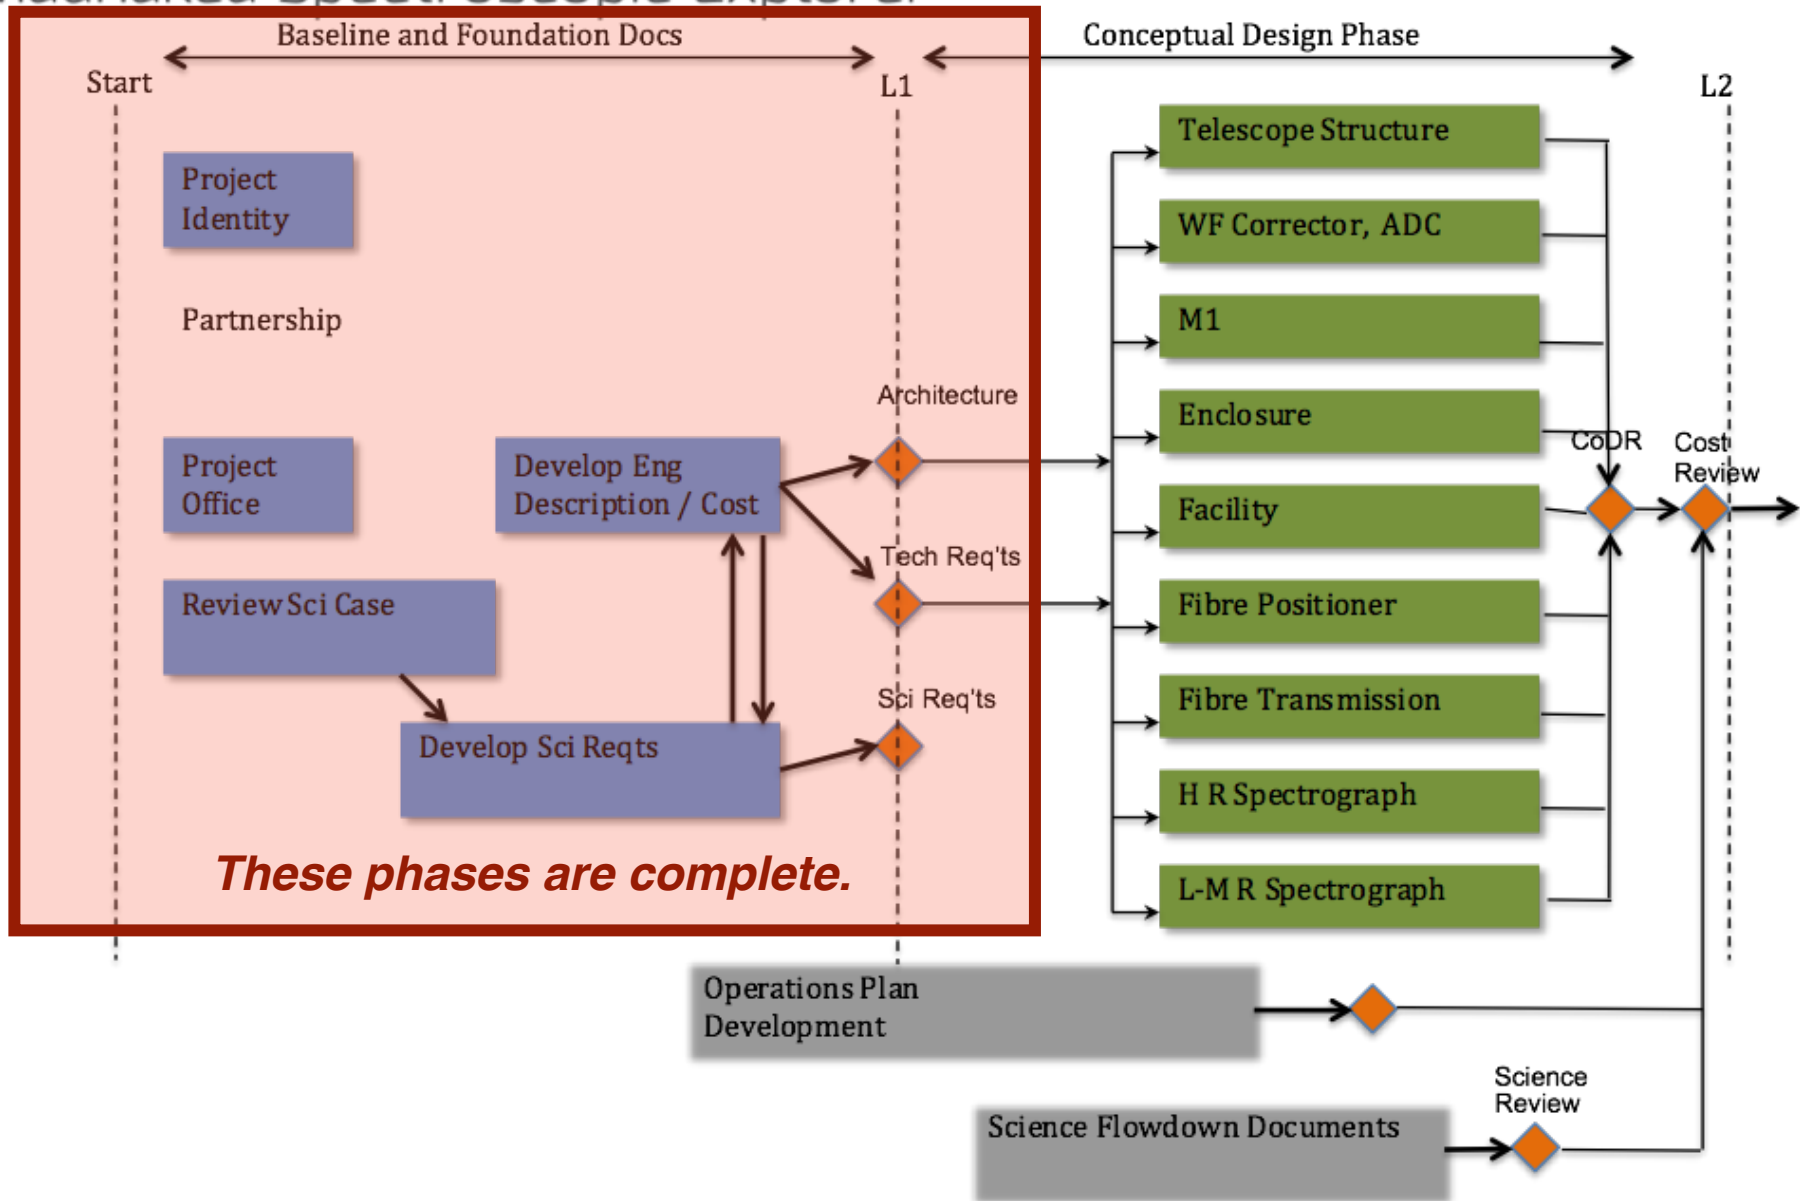 Spectroscopic Explorer
Baseline and Foundation Docs
Conceptual Design Phase
Start
L1
L2
Project
Identity
Partnership
Project
Office
Develop Eng
Description / Cost
Review Sci Case
Develop Sci Reqts
Architecture
Tech Req'ts
Sci Req'ts
These phases are complete.
Telescope Structure
WF Corrector, ADC
M1
Enclosure
Facility
Fibre Positioner
Fibre Transmission
H R Spectrograph
L-M R Spectrograph
CoDR
Cost
Review
Operations Plan
Development
Science
Review
Science Flowdown Documents